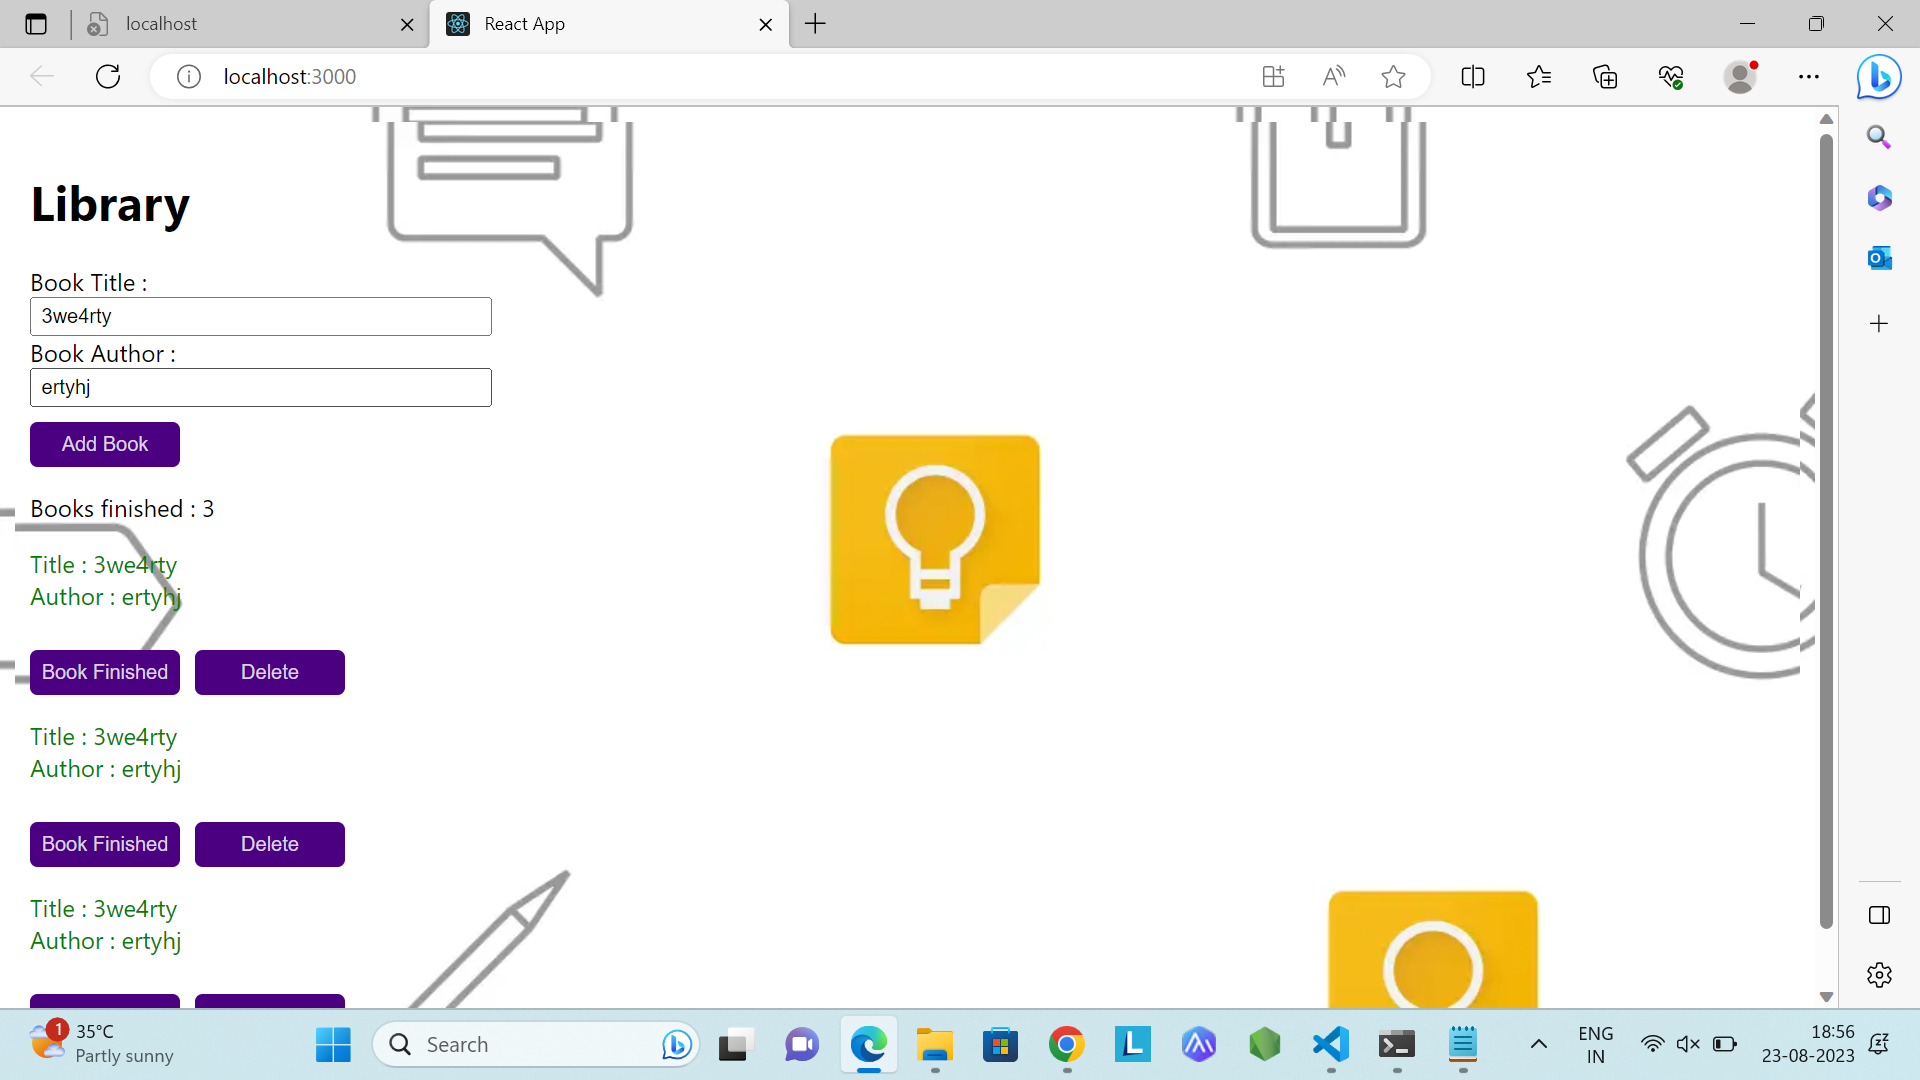 localhost
React App
localhost:3000
Library
Book Title :
3we4rty
Book Author :
ertyhj
Add Book
Books finished : 3
Title : 3we4rty
Author : ertyhj
Book Finished
Delete
Title : 3we4rty
Author : ertyhj
Book Finished
Delete
Title : 3we4rty
Author : ertyhj
1
35°C
Partly sunny
Search
ENG
IN
18:56
23-08-2023